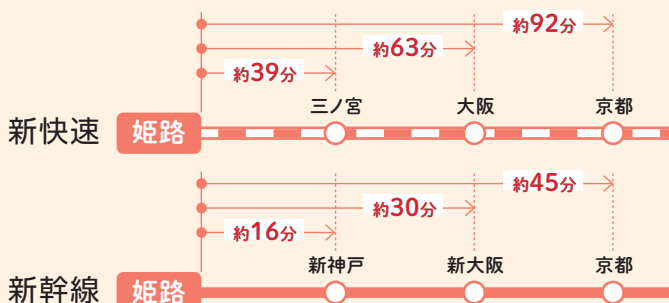 約92分
約63分
約39分
三ノ宮 大阪 京都
新快速 姫路
約45分
約30分
約16分
新神戸 新大阪 京都
新幹線 姫路